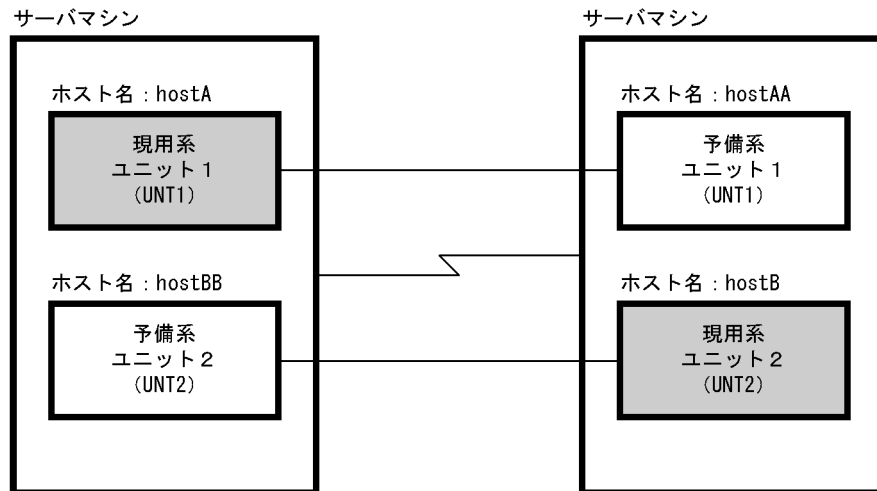 サーバマシン
ホスト名：hostA
現用系
ユニット１
(UNT1)
ホスト名：hostBB
予備系
ユニット２
(UNT2)
サーバマシン
ホスト名：hostAA
予備系
ユニット１
(UNT1)
ホスト名：hostB
現用系
ユニット２
(UNT2)